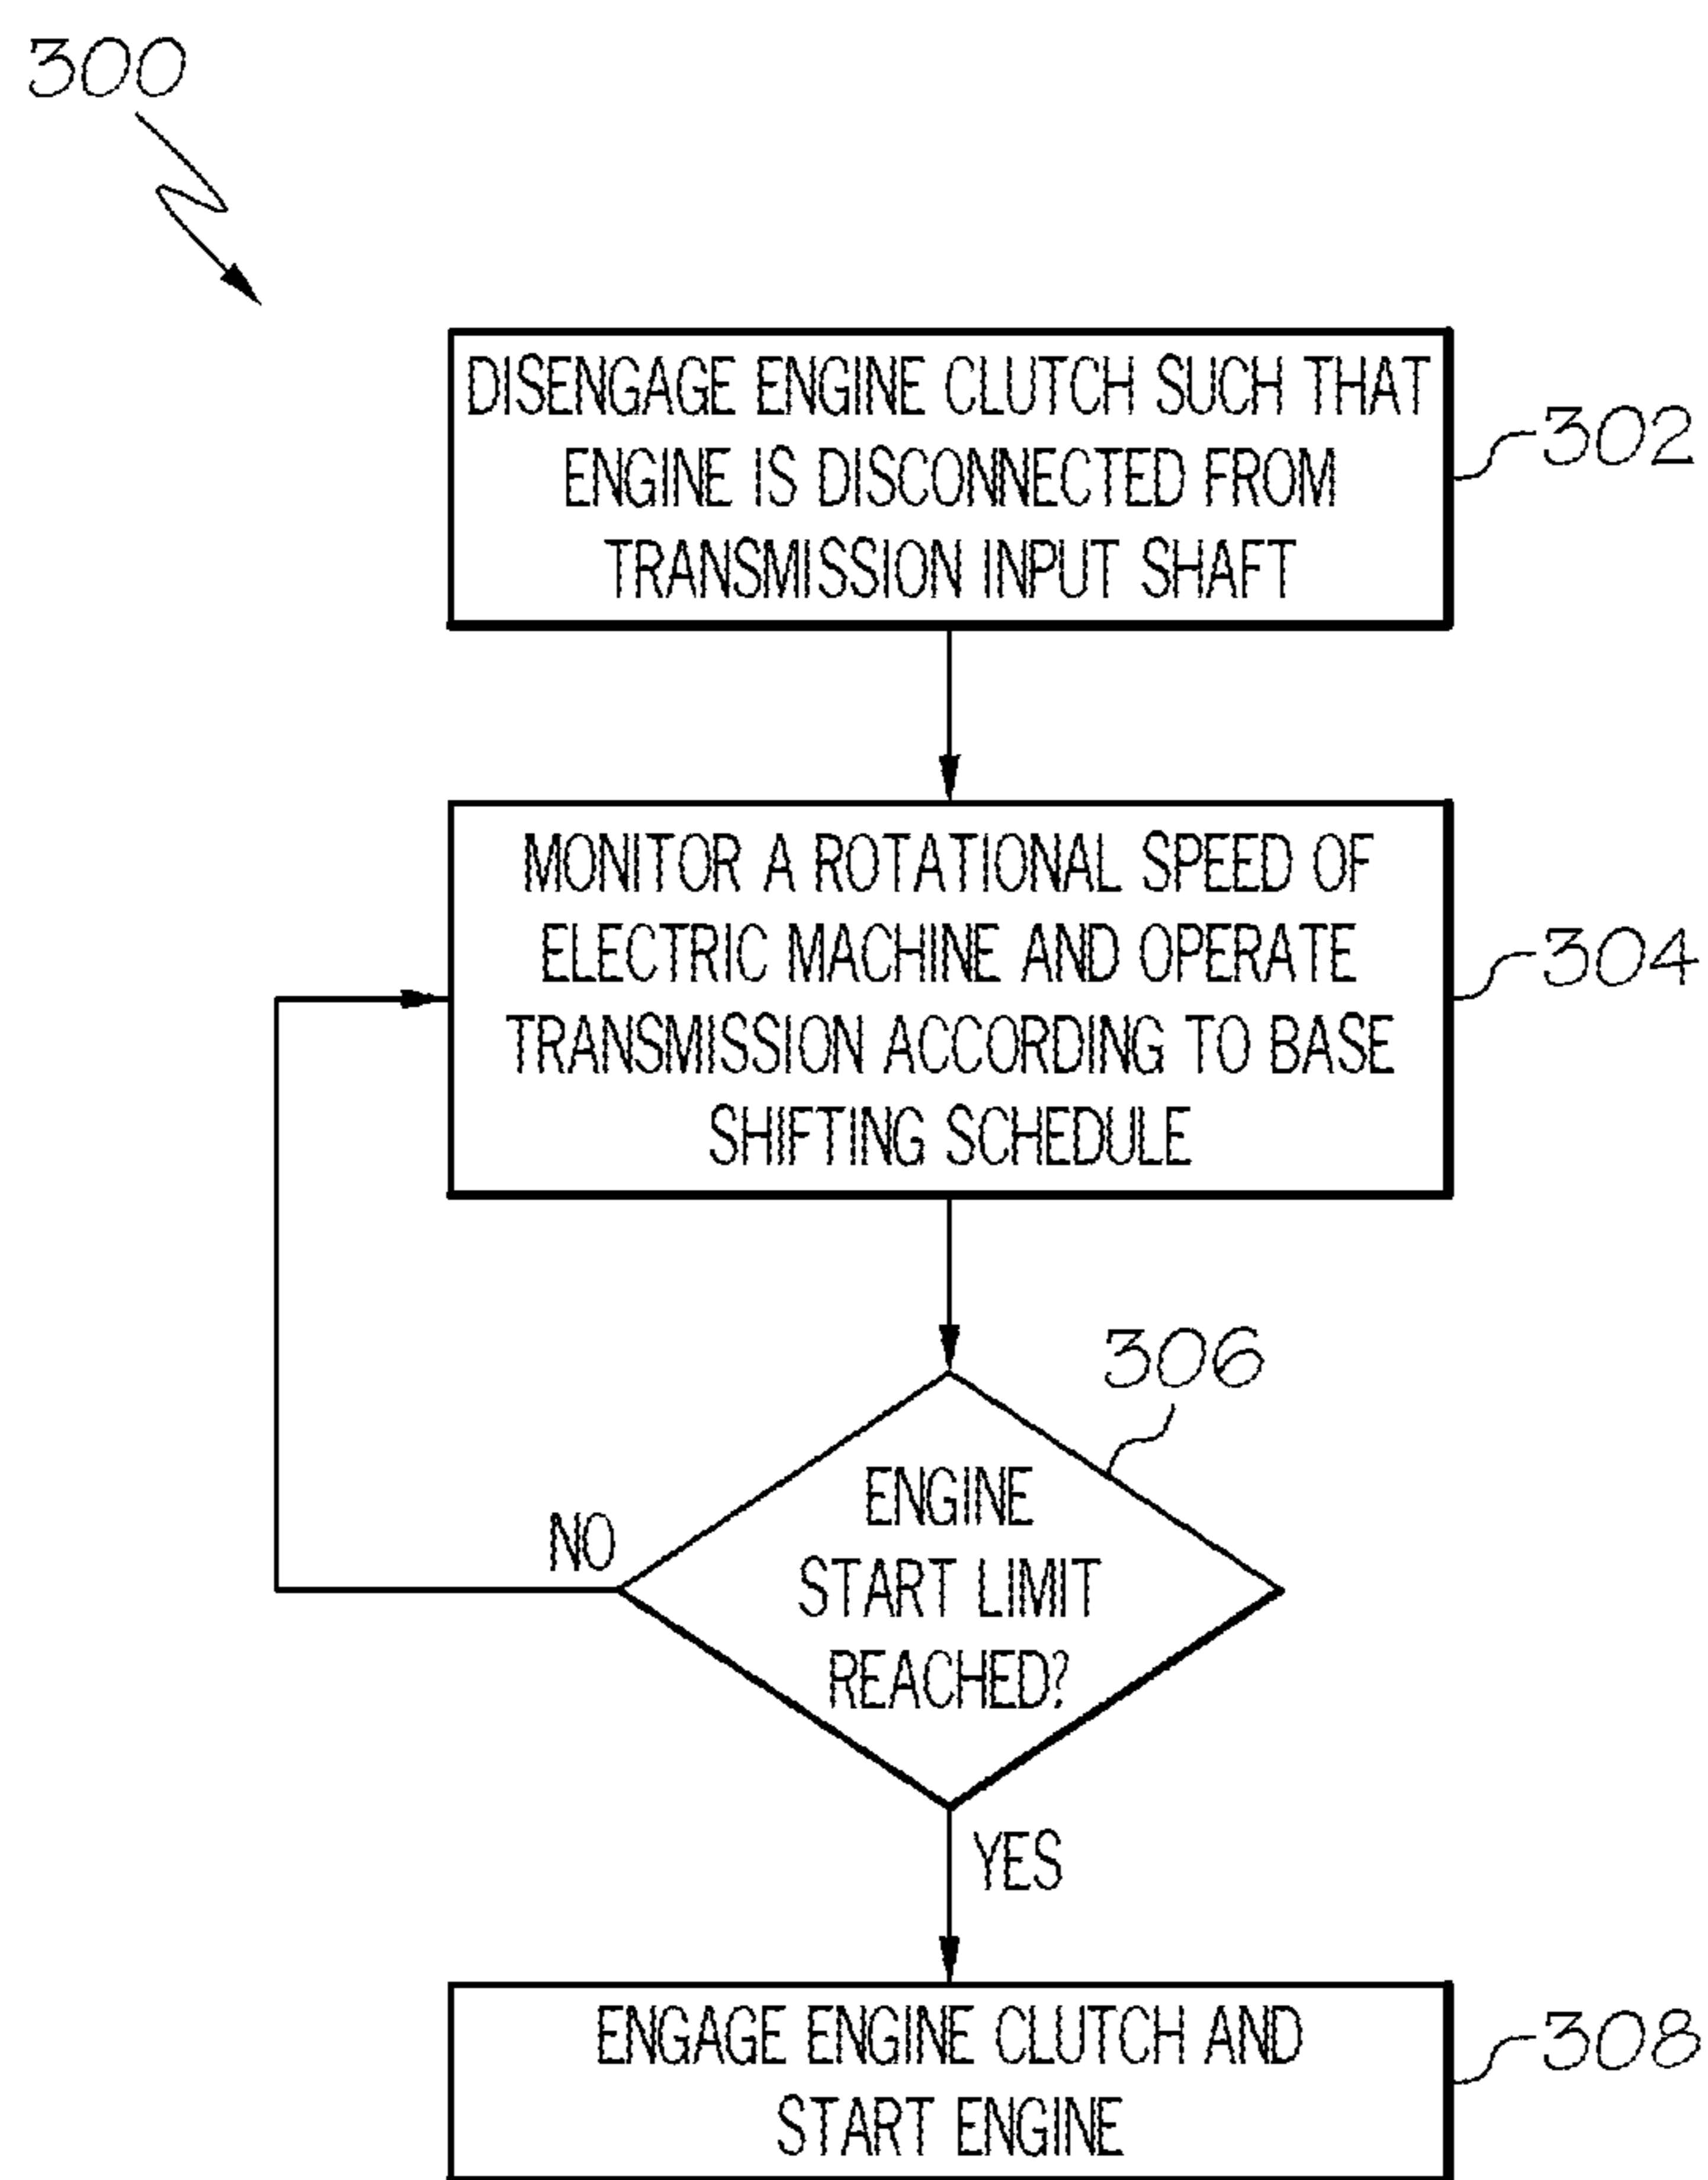 300
DISENGAGE ENGINE CLUTCH SUCH THAT
ENGINE IS DISCONNECTED FROM
TRANSMISSION INPUT SHAFT
302
MONITOR A ROTATIONAL SPEED OF
ELECTRIC MACHINE AND OPERATE
TRANSMISSION ACCORDING TO BASE
SHIFTING SCHEDULE
304
306
ENGINE
START LIMIT
REACHED?
NO
YES
ENGAGE ENGINE CLUTCH AND
START ENGINE
308